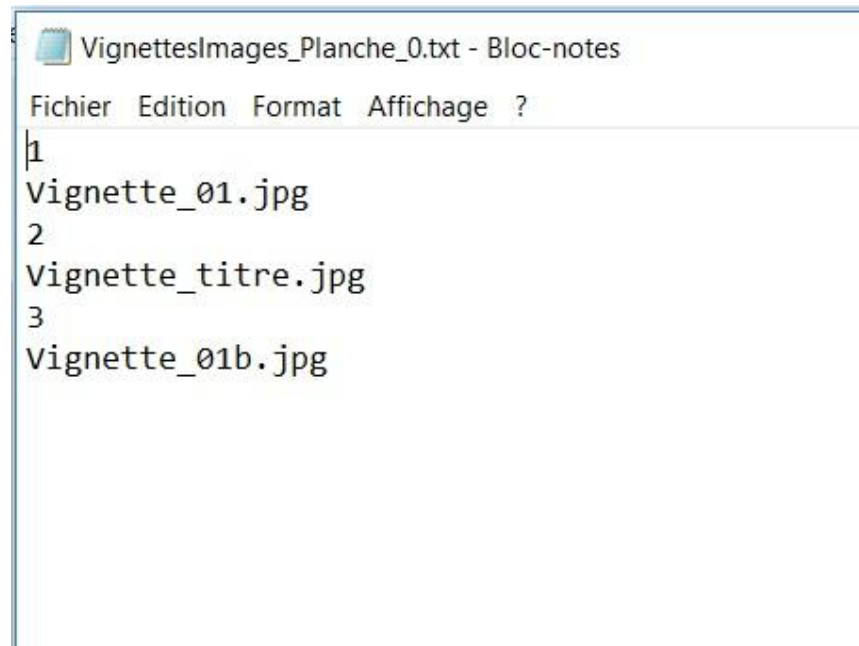 VignettesImages_Planche_0.txt - Bloc-notes
Fichier Edition Format Affichage ?
1
Vignette_01.jpg
2
Vignette_titre.jpg
3
Vignette_01b.jpg